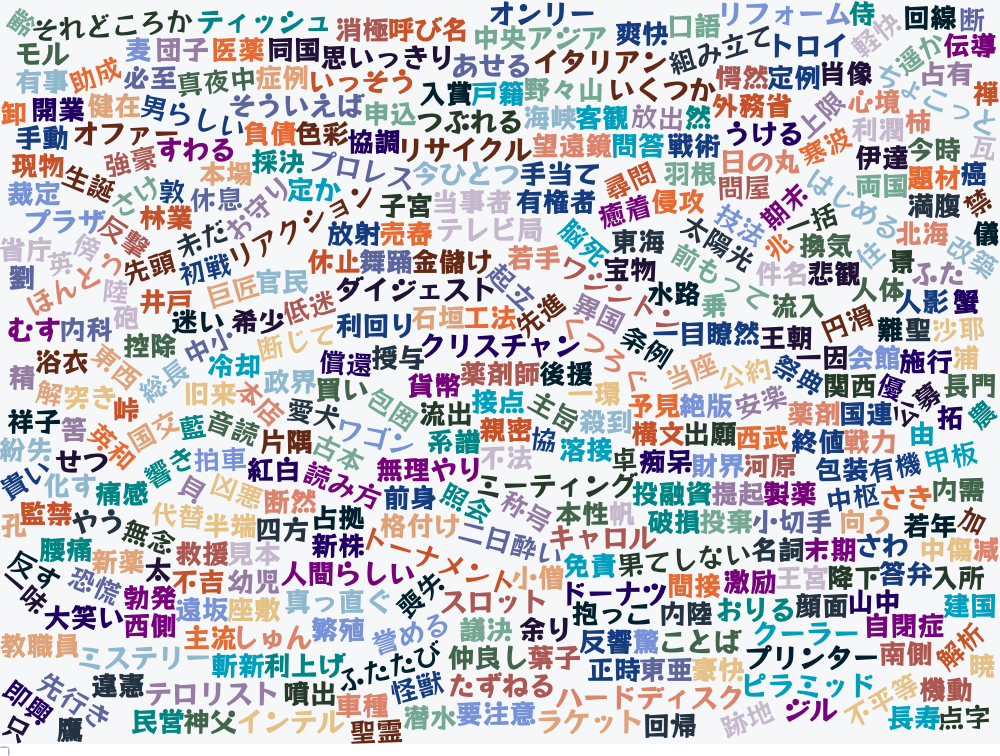 それどころか ティッシュ 消極 呼び名 オンリー 爽快 口語 リフォーム 侍 軽快 回線 断
モル 麦 団子 医薬 同国 思いっきり 中央アジア イタリアン 組み立て トロイ 遥か 伝導
有事 助成 必至 真夜中 症例 いっそう あせる 野々山 いくつか 愕然 定例 肖像 ちょこっと 占有 禅
卸 開業 健在 男らしい そういえば 申込 入賞 戸籍 海峡 客観 放出 然 外務省 上限 心境 柿
手動 オファー すわる 負債 色彩 協調 つぶれる リサイクル 望遠鏡 問答 戦術 うける 寒波 利潤 瓦
現物 強豪 本場 採決 プロレス 今ひとつ 手当て 尋問 羽根 日の丸 伊達 今時
裁定 生誕 さけ 敦 休息 お守り 定か 子宮 当事者 有権者 癒着 侵攻 問屋 はじめる 両国 題材 癌
プラザ 反撃 林業 未だ リアクション 放射 売春 テレビ局 脳死 東海 太陽光 技法 期末 一括 満腹 禁
省庁 英 傍 先頭 初戦 休止 舞踊 金儲け 若手 ワシントン 宝物 前もって 北 換気 住 北海 改築 儀
劉 ほんとう 陸 井戸 巨匠 官民 ダイジェスト 起立 異国 水路 乗 件名 悲観 景 ふた
むす 内科 砲 迷い 希少 低迷 利回り 石垣 工法 先進 くつろぐ 条例 流入 人体 人影 蟹
浴衣 東西 控除 中小 断じて 償還 授与 クリスチャン 一目瞭然 王朝 円滑 難 聖 沙耶
精 解 突き 総長 冷却 政界 買い 貨幣 薬剤師 後援 一環 当座 公約 祭典 一因 会館 施行 浦
祥子 筈 峠 国交 旧来 本店 愛犬 包囲 流出 接点 主旨 殺到 予見 絶版 安楽 薬剤 関西 優 公募 長門
紛失 せつ 英和 藍 音読 片隅 古本 ワゴン 系譜 親密 協 溶接 構文 出願 西武 国連 終値 戦力 由 拓 農
貴い 化す 痛感 響き 拍車 紅白 読み方 無理やり 不法 卓 痴呆 財界 河原 包装 有機 甲板
孔 監禁 やう 貝 凶悪 断然 前身 照会 ミーティング 投融資 提起 製薬 中枢 さき 内需
代替 半端 四方 占拠 格付け 称号 本性 帆 破損 投棄 小切手 向う 若年 加
腰痛 無念 新薬 救援 見本 新株 トーナメント 二日酔い キャロル 免責 果てしない 名詞 末期 さわ 中傷 減
反す 恐慌 太 不吉 幼児 人間らしい 小僧 ドーナツ 間接 激励 王宮 降下 答弁 入所
一味 大笑い 勃発 遠坂 座敷 真っ直ぐ 喪失 スロット 抱っこ 内陸 おりる 顔面 山中 建国
教職員 西側 主流 しゅん 繁殖 誉める 議決 余り 反響 驚 ことば クーラー 自閉症
ミステリー 斬新 利上げ ふたたび 仲良し 葉子 正時 東亜 豪快 プリンター 南側 解析 暁
即興 先行き 違憲 テロリスト 噴出 車種 怪獣 たずねる ハードディスク ピラミッド 不平等 機動
只 鷹 民営 神父 インテル 聖霊 潜水 要注意 ラケット 回帰 跡地 ジル 長寿 点字